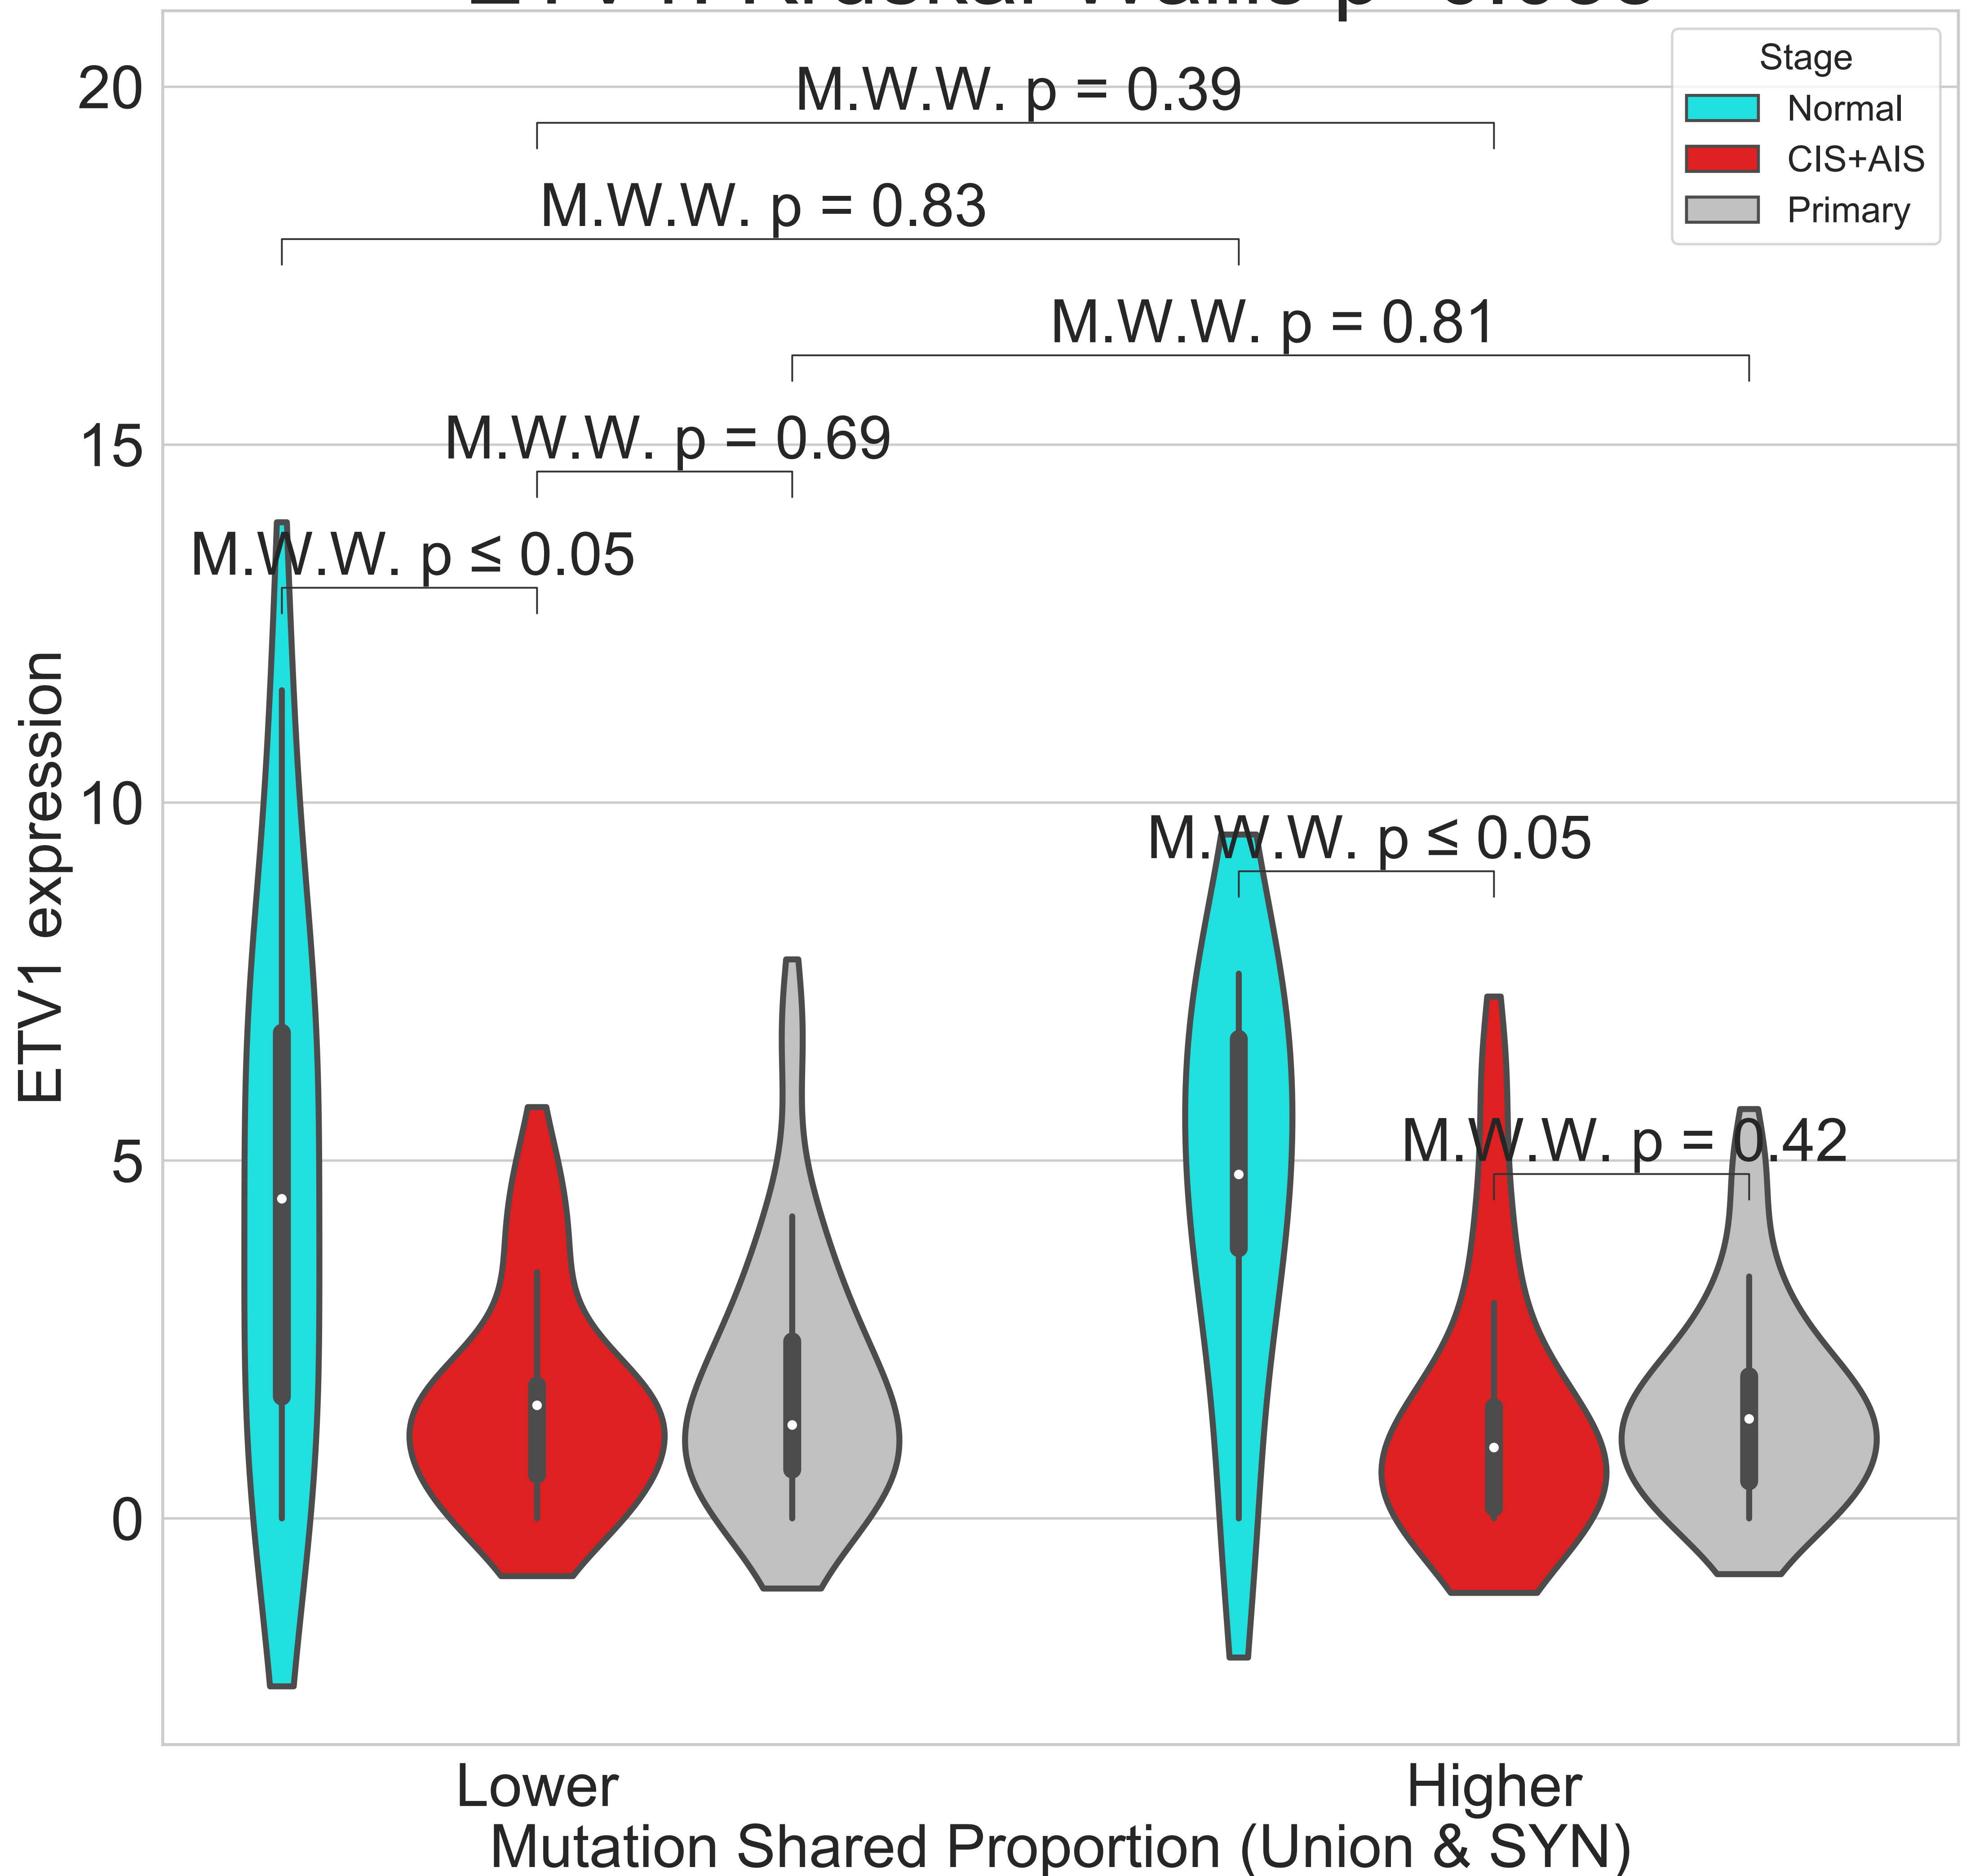 Stage
Normal
CIS+AIS
Primary
M.W.W. p = 0.39
M.W.W. p = 0.83
M.W.W. p = 0.81
M.W.W. p = 0.69
M.W.W. p ≤ 0.05
M.W.W. p ≤ 0.05
M.W.W. p = 0.42
20
15
10
5
0
ETV1 expression
Lower
Higher
Mutation Shared Proportion (Union & SYN)